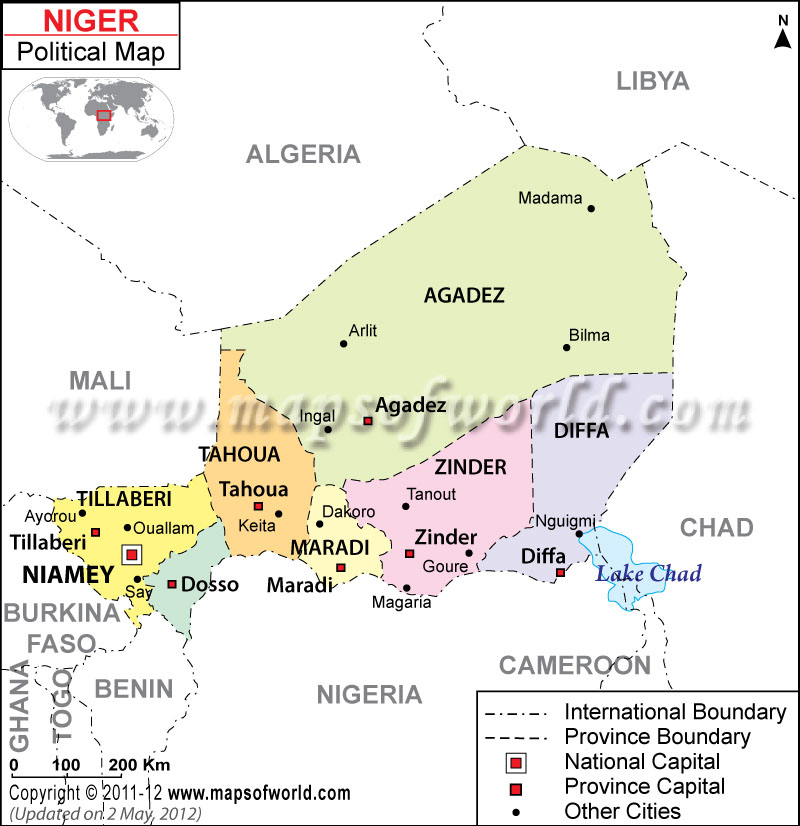 NIGER
Political Map
N
LIBYA
ALGERIA
Madama
AGADEZ
Arlit
Bilma
MALI
www.mapsofworld.com
Agadez
Ingal
DIFFA
TAHOUA
ZINDER
Tahoua
Tanout
TILLABERI
Ayorou
Ouallam
Keita
Dakoro
Nguigmi
CHAD
Tillaberi
Zinder
MARADI
Goure
Diffa
NIAMEY
Say
Dosso
Maradi
Magaria
Lake Chad
BURKINA
FASO
CAMEROON
BENIN
NIGERIA
GHANA
TOGO
International Boundary
Province Boundary
National Capital
Province Capital
Other Cities
0 100 200 Km
Copyright © 2011-12 www.mapsofworld.com
(Updated on 2 May, 2012)